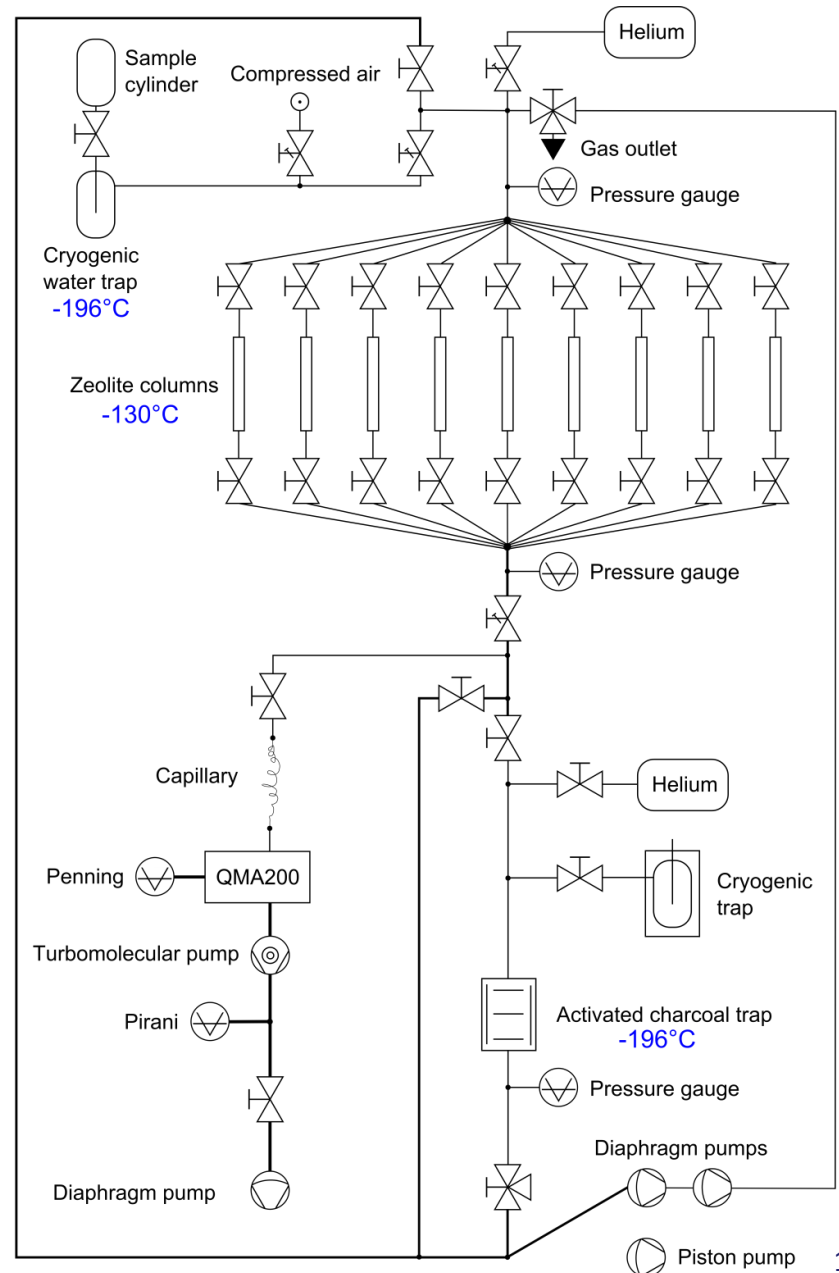 Helium
Sample
cylinder
Compressed air
Gas outlet
Pressure gauge
Cryogenic
water trap
-196°C
Zeolite columns
-130°C
Pressure gauge
Capillary
Helium
Penning
QMA200
Cryogenic
trap
Turbomolecular pump
Pirani
Activated charcoal trap
-196°C
Pressure gauge
Diaphragm pumps
Diaphragm pump
Piston pump